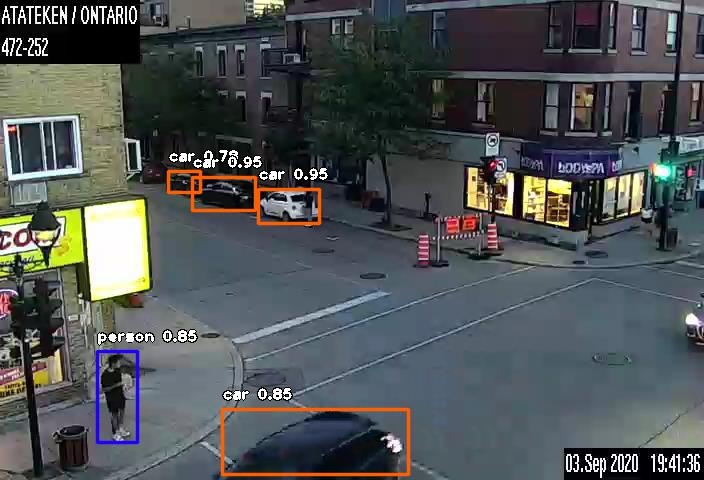 ATATEKEN / ONTARIO
472-252
car 0.78
car 0.95
car 0.95
BODYSPA
person 0.85
car 0.85
03.Sep 2020 19:41:36